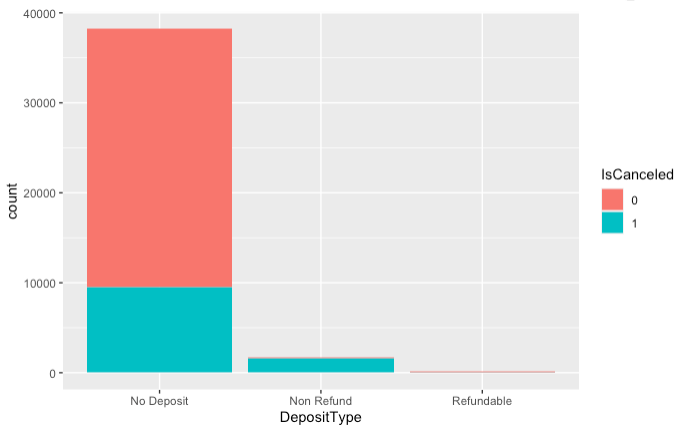 40000
30000
20000
10000
0
count
No Deposit
Non Refund
Refundable
DepositType
IsCanceled
0
1